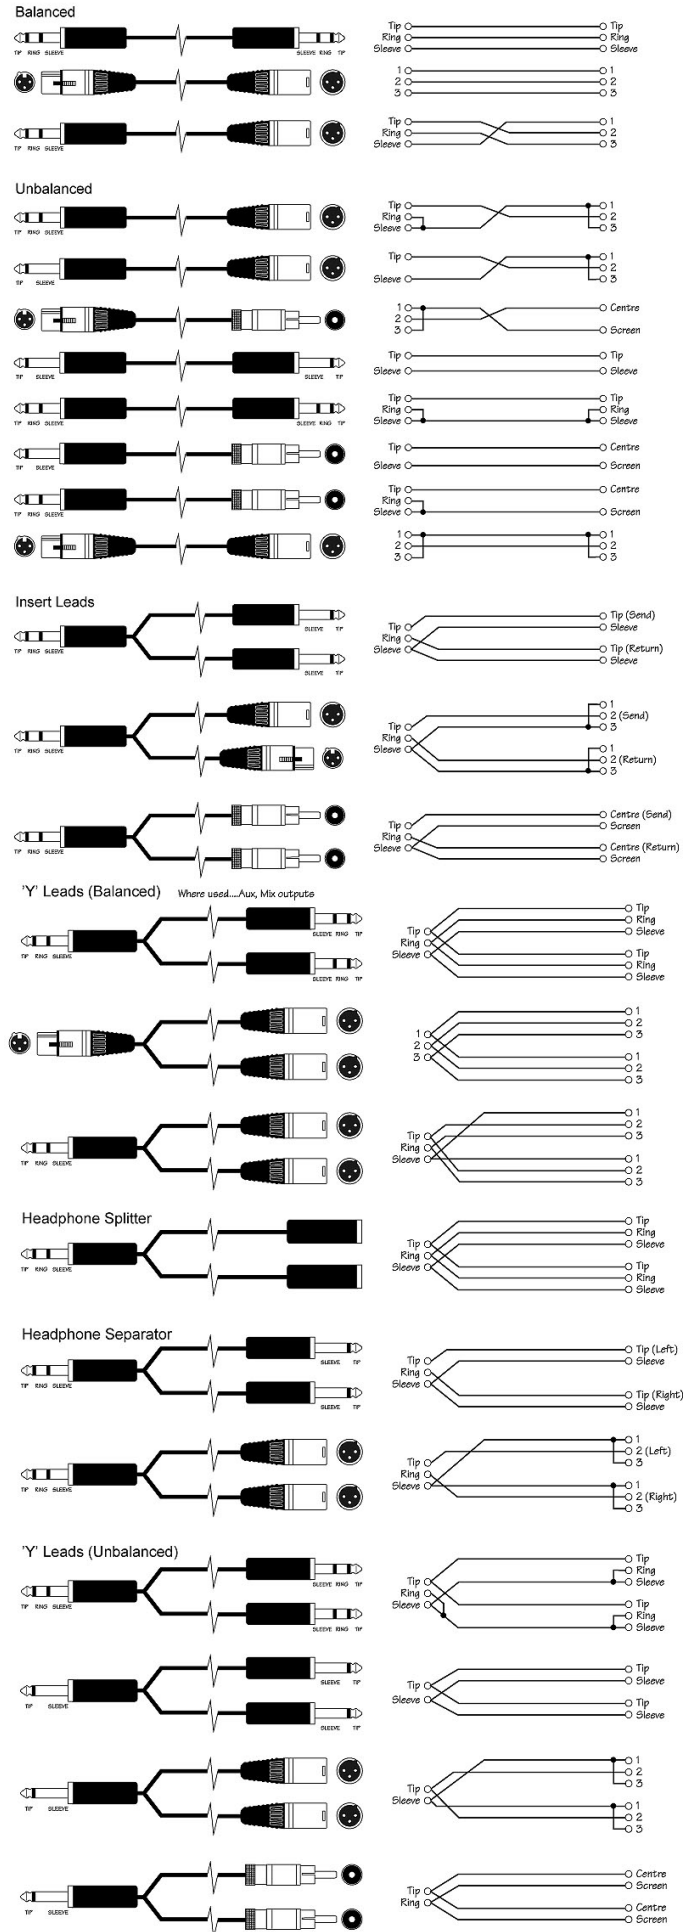 Balanced
Tip Tip
Ring Ring
Sleeve Sleeve
TIP RING SLEEVE SLEEVE RING TIP
1 1
2 2
3 3
Tip 1
Ring 2
Sleeve 3
TIP RING SLEEVE
Unbalanced
Tip 1
Ring 2
Sleeve 3
TIP RING SLEEVE
Tip 1
2
Sleeve 3
TIP SLEEVE
1 Centre
2
3 Screen
Tip Tip
Sleeve Sleeve
TIP SLEEVE SLEEVE TIP
Tip Tip
Ring Ring
Sleeve Sleeve
TIP RING SLEEVE SLEEVE RING TIP
Tip Centre
Sleeve Screen
TIP SLEEVE
Tip Centre
Ring
Sleeve Screen
TIP RING SLEEVE
1 1
2 2
3 3
Insert Leads
Tip (Send)
Tip Sleeve
Ring
Sleeve Tip (Return)
Sleeve
TIP RING SLEEVE SLEEVE TIP
SLEEVE TIP
1
2 (Send)
Tip 3
Ring
Sleeve 1
2 (Return)
3
TIP RING SLEEVE
Centre (Send)
Tip Screen
Ring
Sleeve Centre (Return)
Screen
TIP RING SLEEVE
'Y' Leads (Balanced) Where used....Aux, Mix outputs
Tip
Ring
Tip Sleeve
Ring
Sleeve Tip
Ring
Sleeve
TIP RING SLEEVE SLEEVE RING TIP
SLEEVE RING TIP
1
2
1 3
2
3 1
2
3
1
2
Tip 3
Ring
Sleeve 1
2
3
TIP RING SLEEVE
Headphone Splitter
Tip
Ring
Tip Sleeve
Ring
Sleeve Tip
Ring
Sleeve
TIP RING SLEEVE
Headphone Separator
Tip (Left)
Tip Sleeve
Ring
Sleeve
Tip (Right)
Sleeve
TIP RING SLEEVE SLEEVE TIP
SLEEVE TIP
1
2 (Left)
Tip 3
Ring
Sleeve 1
2 (Right)
3
TIP RING SLEEVE
'Y' Leads (Unbalanced)
Tip
Ring
Tip Sleeve
Ring
Sleeve Tip
Ring
Sleeve
TIP RING SLEEVE SLEEVE RING TIP
SLEEVE RING TIP
Tip
Tip Sleeve
Sleeve Tip
Sleeve
TIP SLEEVE SLEEVE TIP
SLEEVE TIP
1
2
3
Tip
Sleeve 1
2
3
TIP SLEEVE
Centre
Screen
Tip
Ring Centre
Screen
TIP SLEEVE